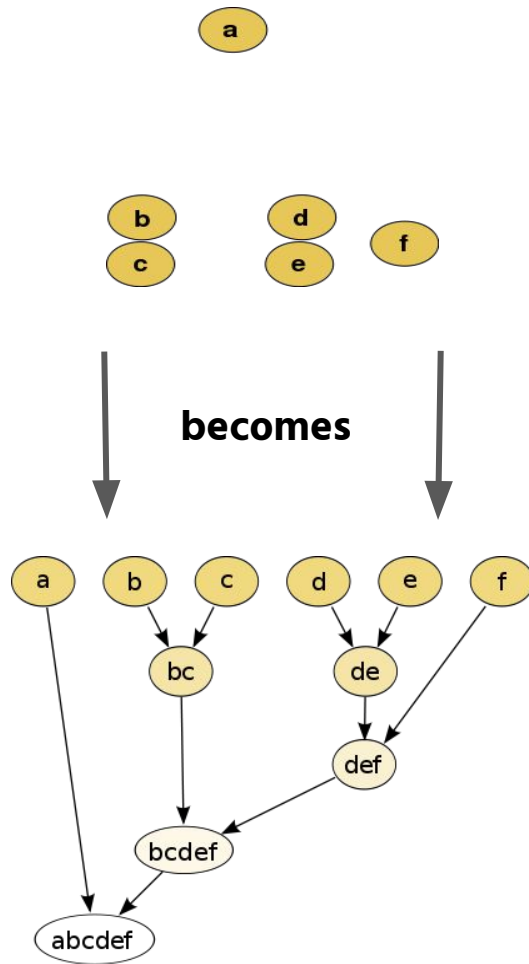 a
b d
c e f
becomes
a b c d e f
bc de
def
bcdef
abcdef